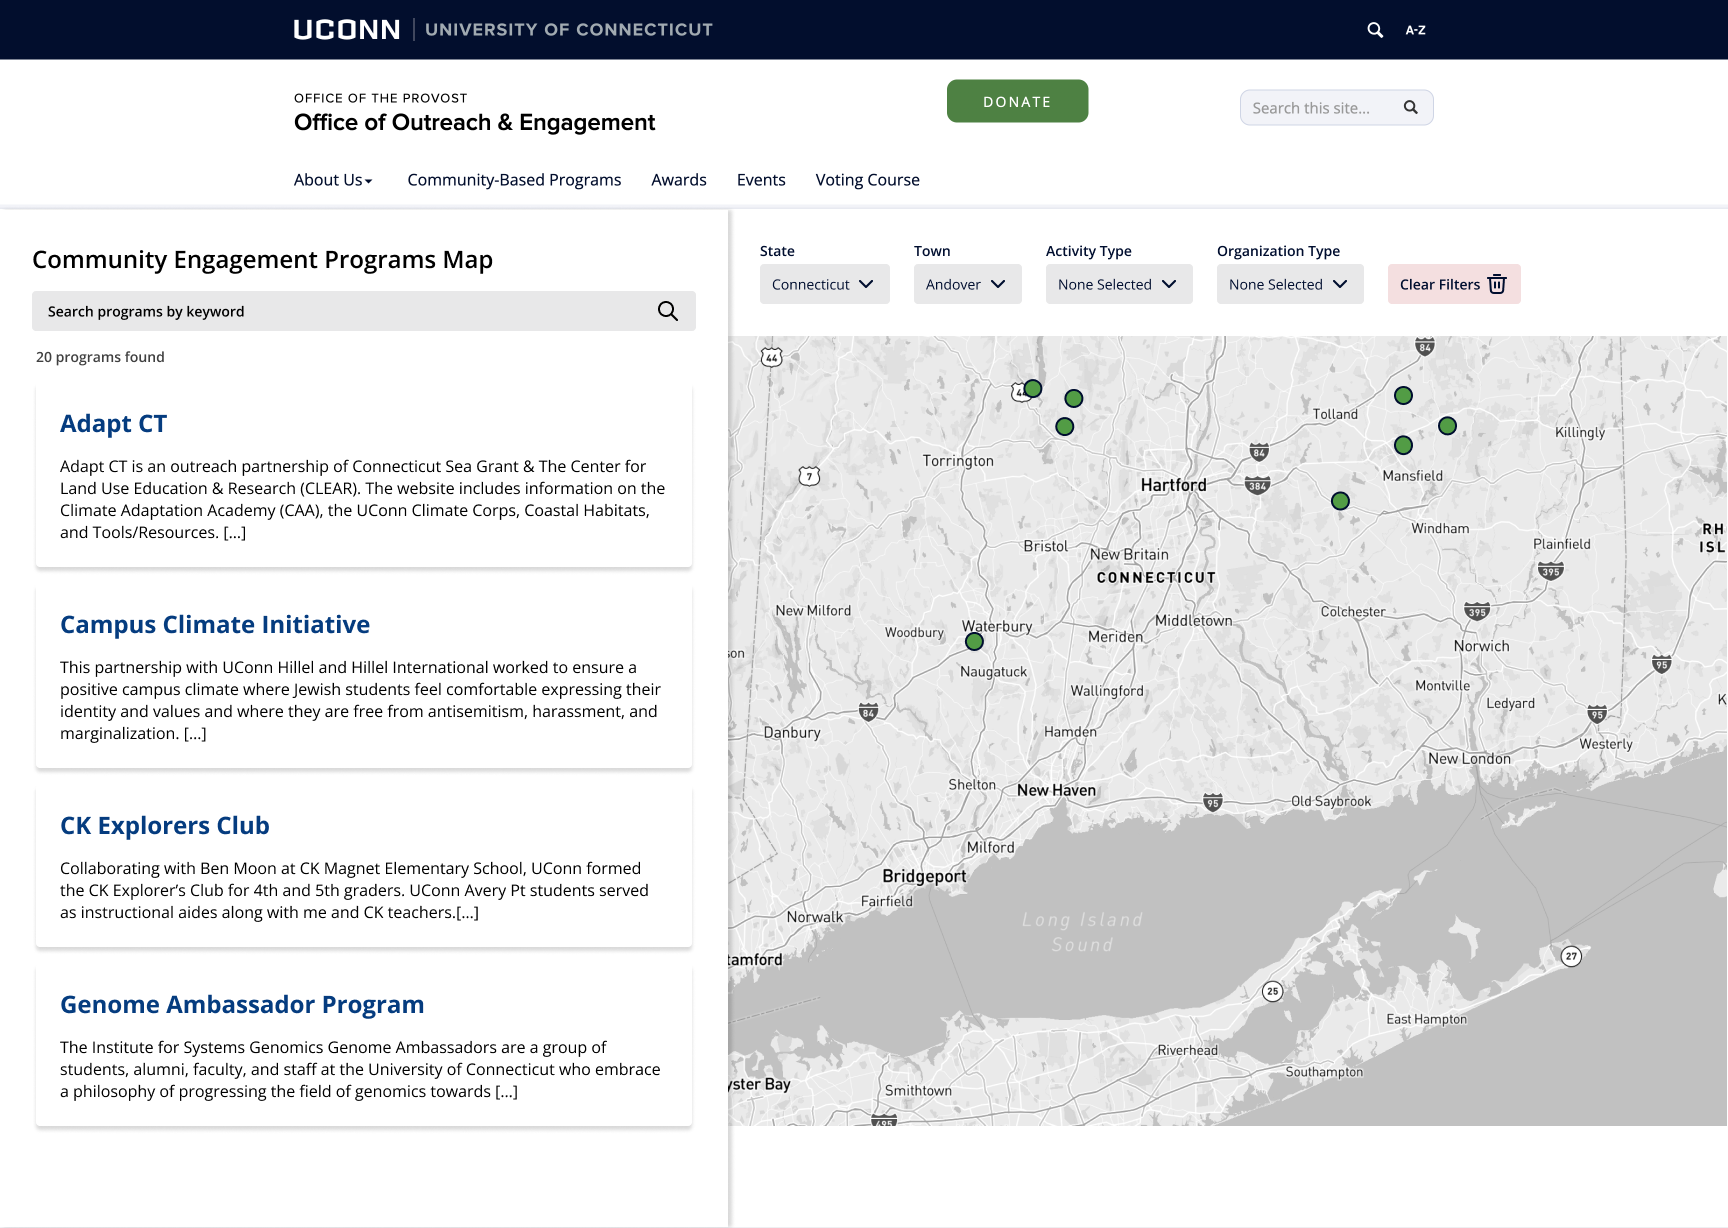 UCONN UNIVERSITY OF CONNECTICUT
A-Z
OFFICE OF THE PROVOST
Office of Outreach & Engagement
DONATE
Search this site...
About Us
Community-Based Programs
Awards
Events
Voting Course
Community Engagement Programs Map
Search programs by keyword
20 programs found
Adapt CT
Adapt CT is an outreach partnership of Connecticut Sea Grant & The Center for
Land Use Education & Research (CLEAR). The website includes information on the
Climate Adaptation Academy (CAA), the UConn Climate Corps, Coastal Habitats,
and Tools/Resources. [...]
Campus Climate Initiative
This partnership with UConn Hillel and Hillel International worked to ensure a
positive campus climate where Jewish students feel comfortable expressing their
identity and values and where they are free from antisemitism, harassment, and
marginalization. [...]
CK Explorers Club
Collaborating with Ben Moon at CK Magnet Elementary School, UConn formed
the CK Explorer's Club for 4th and 5th graders. UConn Avery Pt students served
as instructional aides along with me and CK teachers.[...]
Genome Ambassador Program
The Institute for Systems Genomics Genome Ambassadors are a group of
students, alumni, faculty, and staff at the University of Connecticut who embrace
a philosophy of progressing the field of genomics towards [...]
State
Connecticut
Town
Andover
Activity Type
None Selected
Organization Type
None Selected
Clear Filters
44
84
44
Tolland
Killingly
Torrington
84
7
Hartford
384
Mansfield
Windham
RH
ISL
Bristol
New Britain
Plainfield
CONNECTICUT
395
New Milford
Colchester
395
Middletown
Waterbury
Woodbury
Meriden
Norwich
son
95
Naugatuck
Wallingford
Montville
K
Ledyard
84
95
Danbury
Hamden
Westerly
New London
Shelton
New Haven
95
Old Saybrook
Milford
Bridgeport
Fairfield
Norwalk
Long Island
Sound
tamford
27
25
East Hampton
Riverhead
Southampton
yster Bay
Smithtown
495